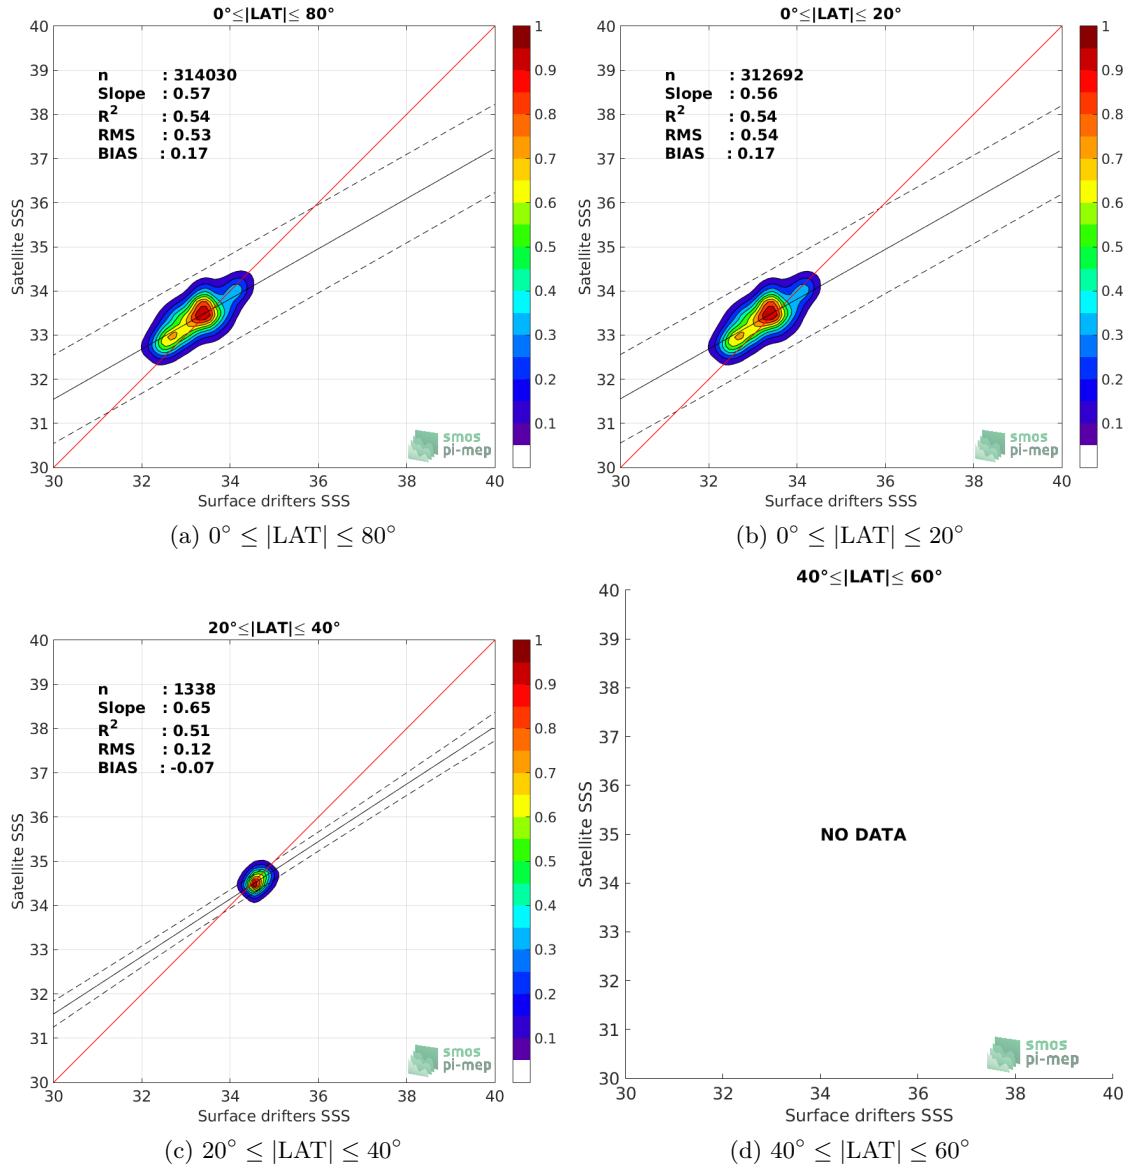 0°≤|LAT|≤ 80°
40
39
38
37
36
35
34
33
32
31
30
Satellite SSS
n : 314030
Slope : 0.57
R² : 0.54
RMS : 0.53
BIAS : 0.17
smos
pi-mep
30 32 34 36 38 40
Surface drifters SSS
1
0.9
0.8
0.7
0.6
0.5
0.4
0.3
0.2
0.1
(a) 0° ≤ |LAT| ≤ 80°
0°≤|LAT|≤ 20°
40
39
38
37
36
35
34
33
32
31
30
Satellite SSS
n : 312692
Slope : 0.56
R² : 0.54
RMS : 0.54
BIAS : 0.17
smos
pi-mep
30 32 34 36 38 40
Surface drifters SSS
1
0.9
0.8
0.7
0.6
0.5
0.4
0.3
0.2
0.1
(b) 0° ≤ |LAT| ≤ 20°
20°≤|LAT|≤ 40°
40
39
38
37
36
35
34
33
32
31
30
Satellite SSS
n : 1338
Slope : 0.65
R² : 0.51
RMS : 0.12
BIAS : -0.07
smos
pi-mep
30 32 34 36 38 40
Surface drifters SSS
1
0.9
0.8
0.7
0.6
0.5
0.4
0.3
0.2
0.1
(c) 20° ≤ |LAT| ≤ 40°
40°≤|LAT|≤ 60°
40
39
38
37
36
35
34
33
32
31
30
Satellite SSS
NO DATA
smos
pi-mep
30 32 34 36 38 40
Surface drifters SSS
(d) 40° ≤ |LAT| ≤ 60°